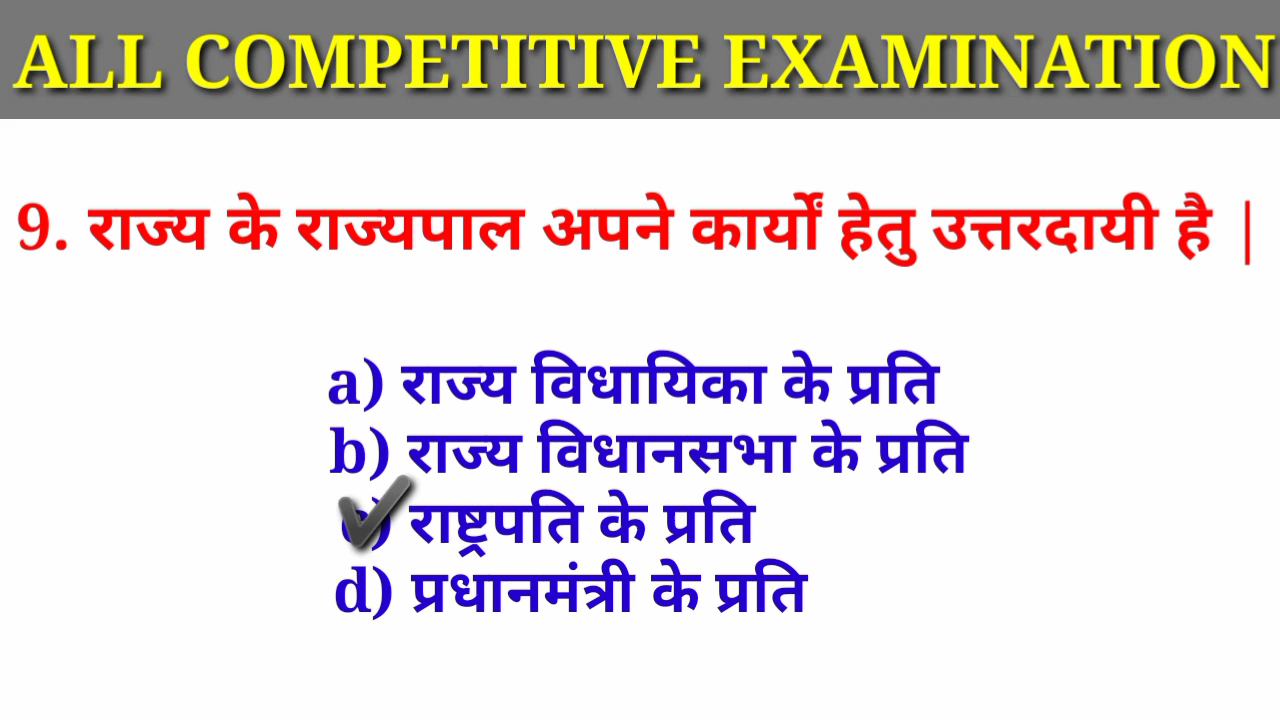 ALL COMPETITIVE EXAMINATION
9. राज्य के राज्यपाल अपने कार्यों हेतु उत्तरदायी है |
a) राज्य विधायिका के प्रति
b) राज्य विधानसभा के प्रति
c) राष्ट्रपति के प्रति
d) प्रधानमंत्री के प्रति